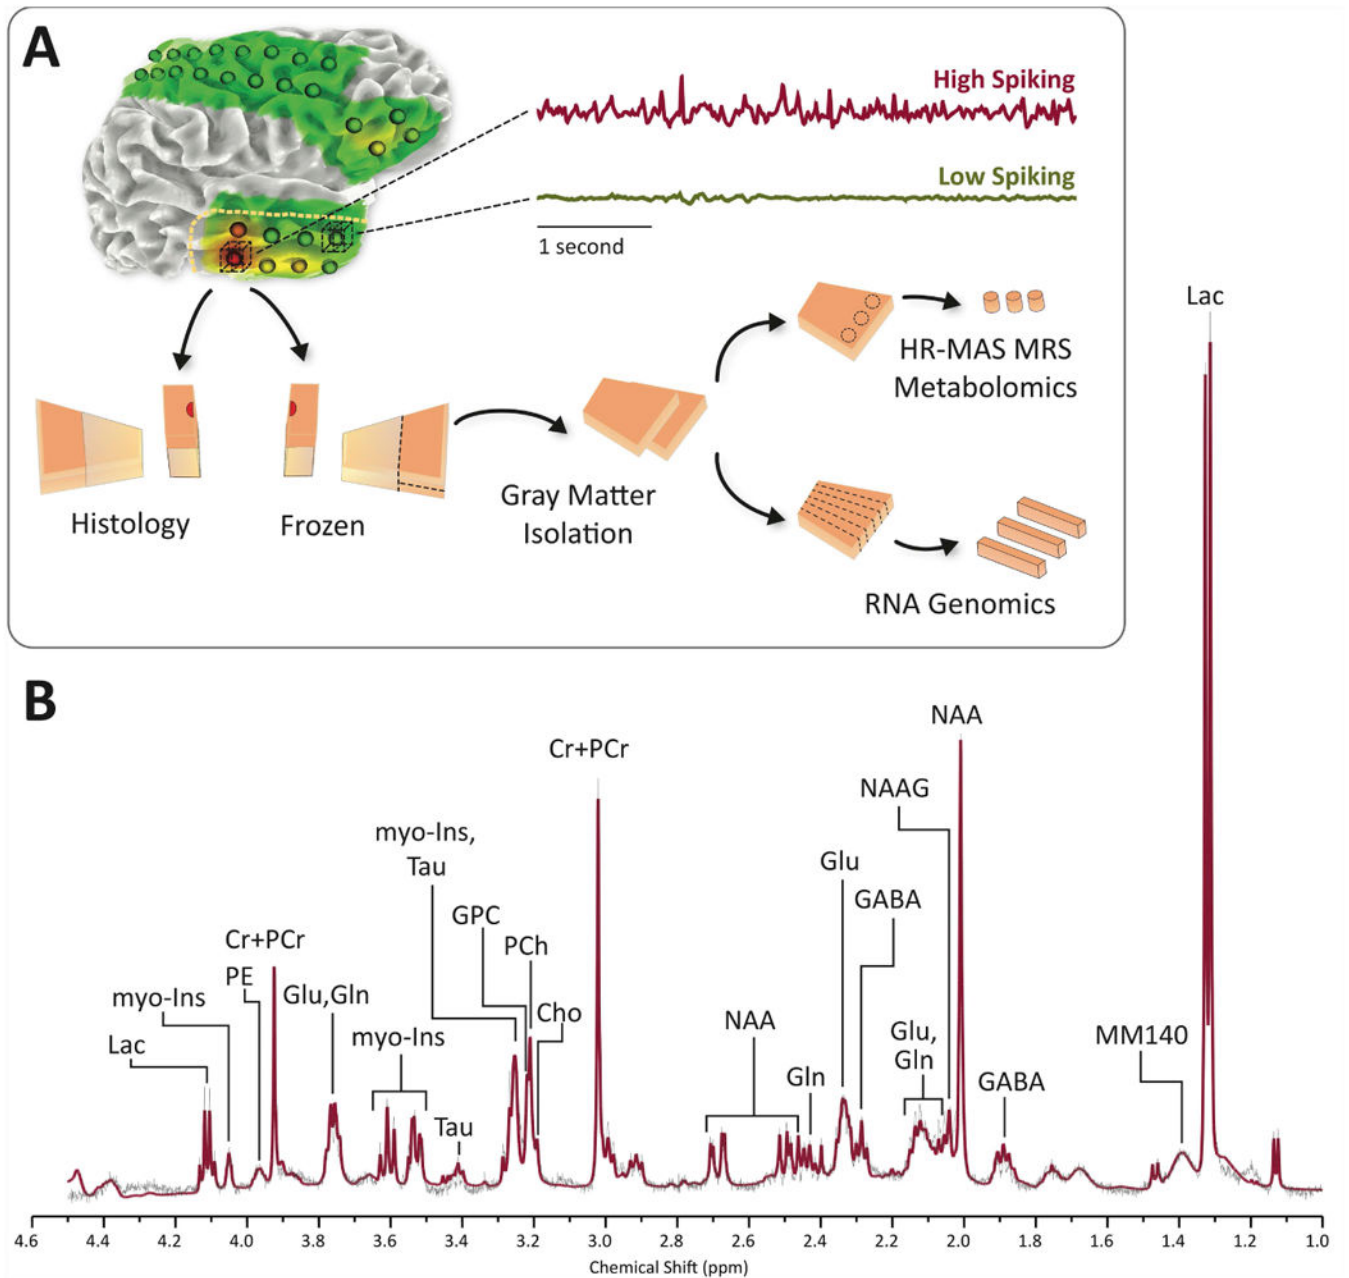 A
High Spiking
Low Spiking
1 second
HR-MAS MRS
Metabolomics
Histology
Frozen
Gray Matter
Isolation
RNA Genomics
B
Lac
NAA
Cr+PCr
NAAG
myo-Ins,
Tau
Glu
GABA
GPC
PCh
Cr+PCr
PE
Glu,Gln
myo-Ins
Cho
Lac
myo-Ins
NAA
Glu,
Gln
MM140
Gln
GABA
Tau
4.6 4.4 4.2 4.0 3.8 3.6 3.4 3.2 3.0 2.8 2.6 2.4 2.2 2.0 1.8 1.6 1.4 1.2 1.0
Chemical Shift (ppm)